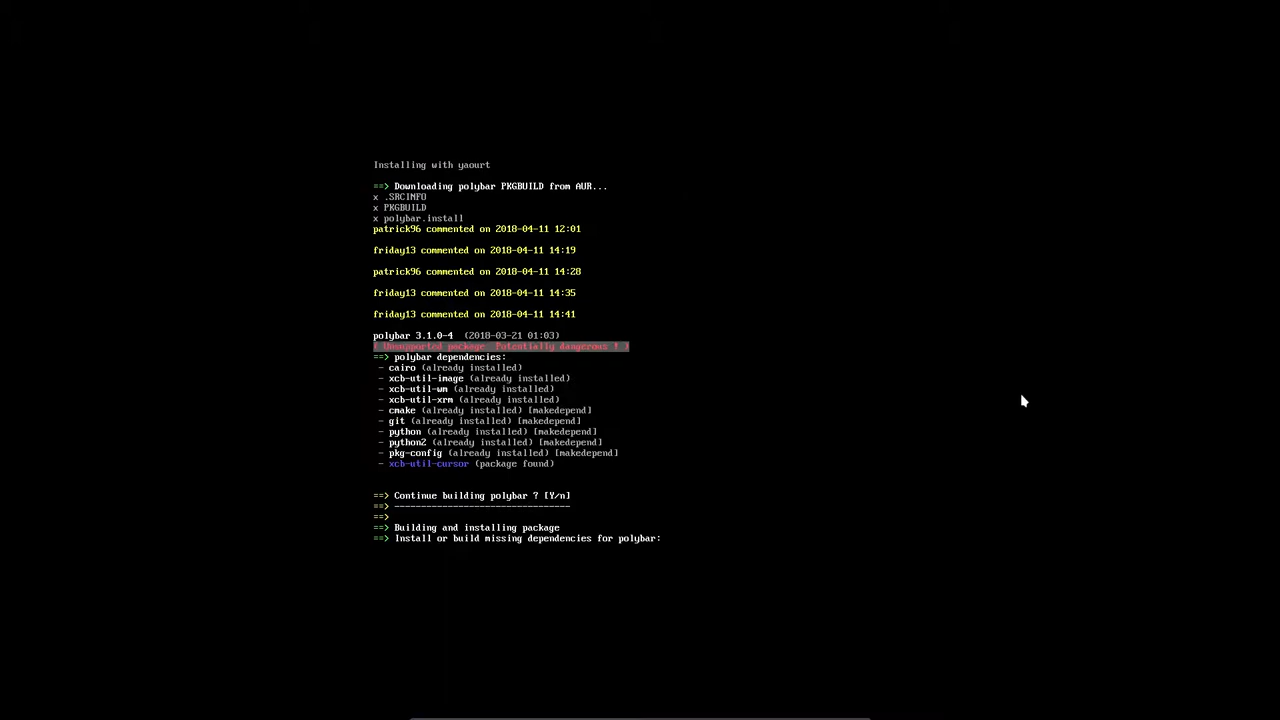 Installing with yaourt
==> Downloading polybar PKGBUILD from AUR...
x .SRCINFO
x PKGBUILD
x polybar.install
patrick96 commented on 2018-04-11 12:01
friday13 commented on 2018-04-11 14:19
patrick96 commented on 2018-04-11 14:28
friday13 commented on 2018-04-11 14:35
friday13 commented on 2018-04-11 14:41
polybar 3.1.0-4  (2018-03-21 01:03)
( Unsupported package: Potentially dangerous ! )
==> polybar dependencies:
 - cairo (already installed)
 - xcb-util-image (already installed)
 - xcb-util-wm (already installed)
 - xcb-util-xrm (already installed)
 - cmake (already installed) [makedepend]
 - git (already installed) [makedepend]
 - python (already installed) [makedepend]
 - python2 (already installed) [makedepend]
 - pkg-config (already installed) [makedepend]
 - xcb-util-cursor (package found)
==> Continue building polybar ? [Y/n]
==> ---------------------------------
==>
==> Building and installing package
==> Install or build missing dependencies for polybar: